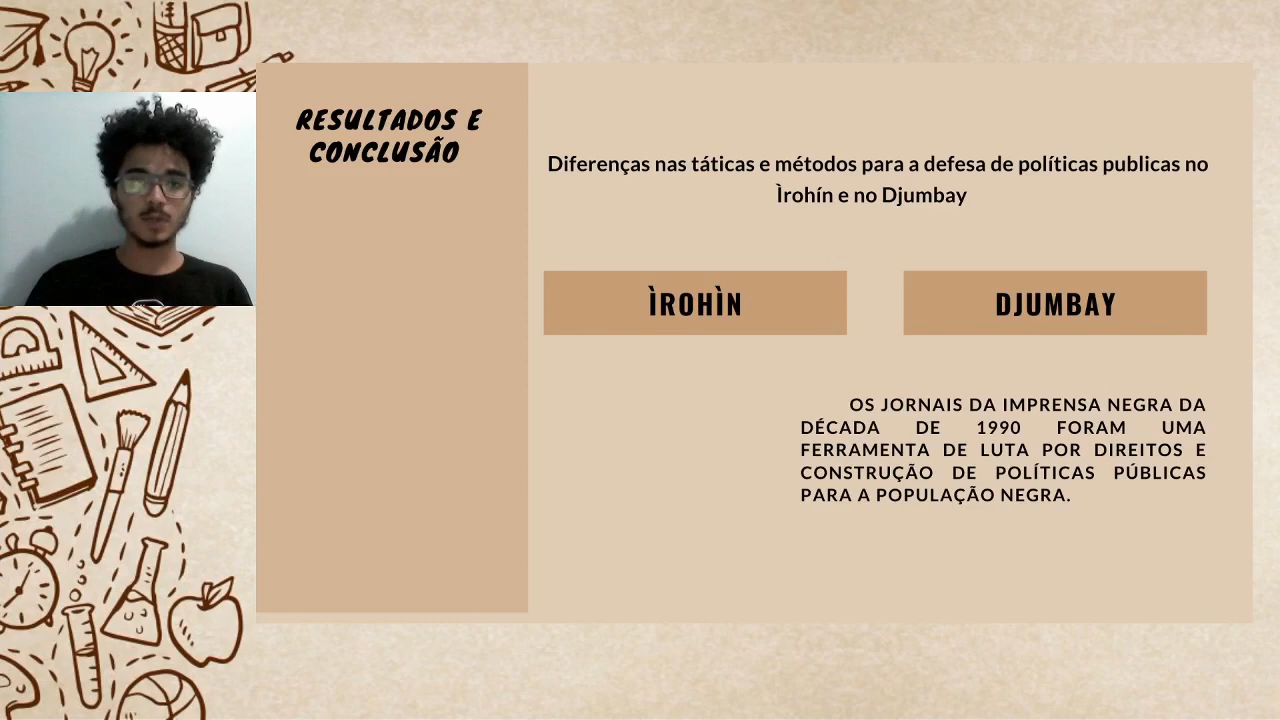 RESULTADOS E
CONCLUSÃO
Diferenças nas táticas e métodos para a defesa de políticas publicas no
Ìrohín e no Djumbay
ÌROHÌN
DJUMBAY
OS JORNAIS DA IMPRENSA NEGRA DA
DÉCADA DE 1990 FORAM UMA
FERRAMENTA DE LUTA POR DIREITOS E
CONSTRUÇÃO DE POLÍTICAS PÚBLICAS
PARA A POPULAÇÃO NEGRA.